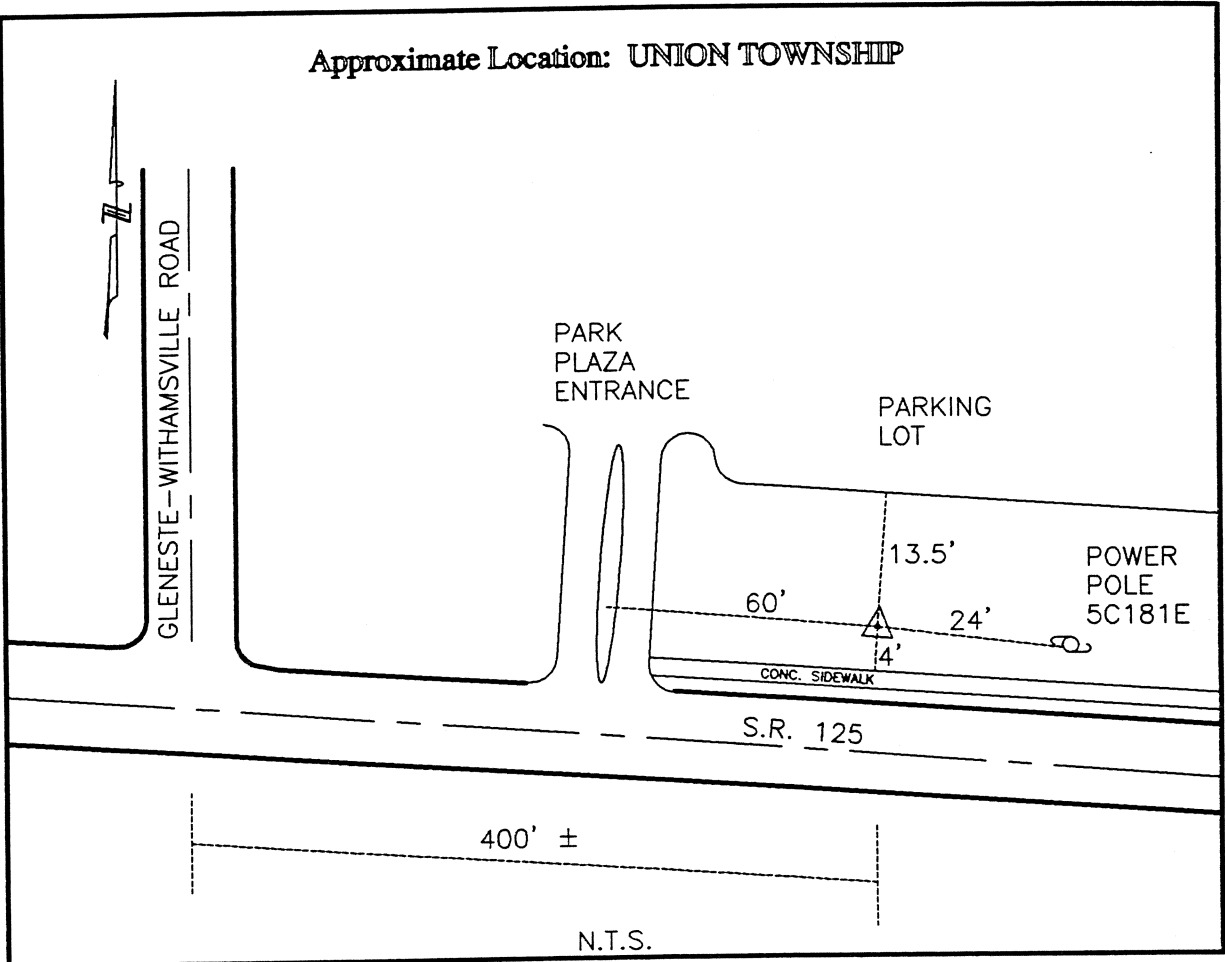 Approximate Location: UNION TOWNSHIP
N
GLENESTE-WITHAMSVILLE ROAD
PARK
PLAZA
ENTRANCE
PARKING
LOT
13.5'
POWER
POLE
5C181E
60'
24'
4'
CONC. SIDEWALK
S.R. 125
400' ±
N.T.S.